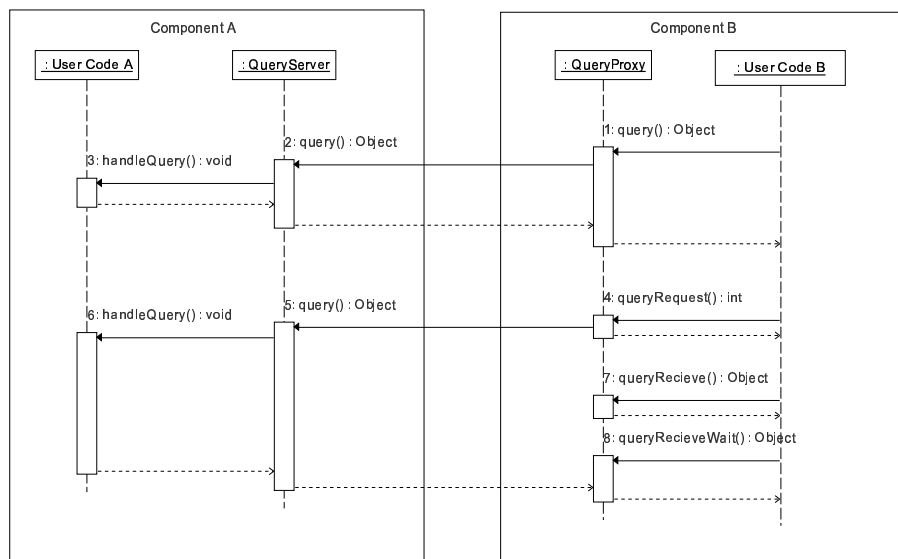 Component A
Component B
: User Code A
: QueryServer
: QueryProxy
: User Code B
1: query() : Object
2: query() : Object
3: handleQuery() : void
4: queryRequest() : int
5: query() : Object
6: handleQuery() : void
7: queryRecieve() : Object
8: queryRecieveWait() : Object